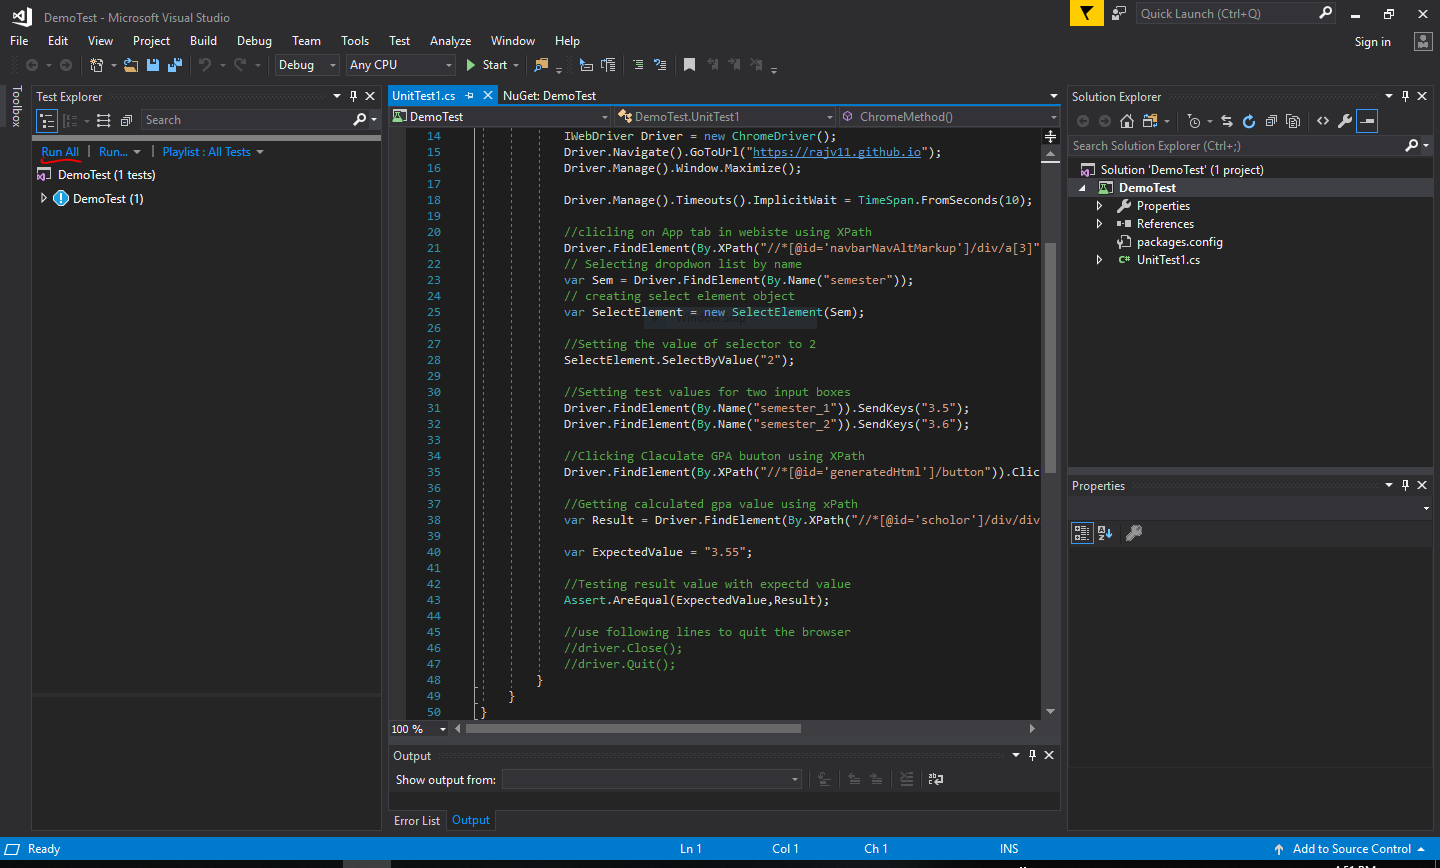 DemoTest - Microsoft Visual Studio
Quick Launch (Ctrl+Q)
File Edit View Project Build Debug Team Tools Test Analyze Window Help
Sign in
Debug Any CPU Start
Toolbox
Test Explorer
Search
Run All | Run... | Playlist : All Tests
DemoTest (1 tests)
DemoTest (1)
UnitTest1.cs NuGet: DemoTest
DemoTest DemoTest.UnitTest1 ChromeMethod()
14 IWebDriver Driver = new ChromeDriver();
15 Driver.Navigate().GoToUrl("https://rajv11.github.io");
16 Driver.Manage().Window.Maximize();
17
18 Driver.Manage().Timeouts().ImplicitWait = TimeSpan.FromSeconds(10);
19
20 //clicling on App tab in webiste using XPath
21 Driver.FindElement(By.XPath("//*[@id='navbarNavAltMarkup']/div/a[3]"
22 // Selecting dropdwon list by name
23 var Sem = Driver.FindElement(By.Name("semester"));
24 // creating select element object
25 var SelectElement = new SelectElement(Sem);
26
27 //Setting the value of selector to 2
28 SelectElement.SelectByValue("2");
29
30 //Setting test values for two input boxes
31 Driver.FindElement(By.Name("semester_1")).SendKeys("3.5");
32 Driver.FindElement(By.Name("semester_2")).SendKeys("3.6");
33
34 //Clicking Claculate GPA buuton using XPath
35 Driver.FindElement(By.XPath("//*[@id='generatedHtml']/button")).Clic
36
37 //Getting calculated gpa value using xPath
38 var Result = Driver.FindElement(By.XPath("//*[@id='scholor']/div/div
39
40 var ExpectedValue = "3.55";
41
42 //Testing result value with expectd value
43 Assert.AreEqual(ExpectedValue,Result);
44
45 //use following lines to quit the browser
46 //driver.Close();
47 //driver.Quit();
48 }
49 }
50 }
100 %
Output
Show output from:
Error List Output
Solution Explorer
Search Solution Explorer (Ctrl+;)
Solution 'DemoTest' (1 project)
DemoTest
Properties
References
packages.config
C# UnitTest1.cs
Properties
Ready Ln 1 Col 1 Ch 1 INS Add to Source Control